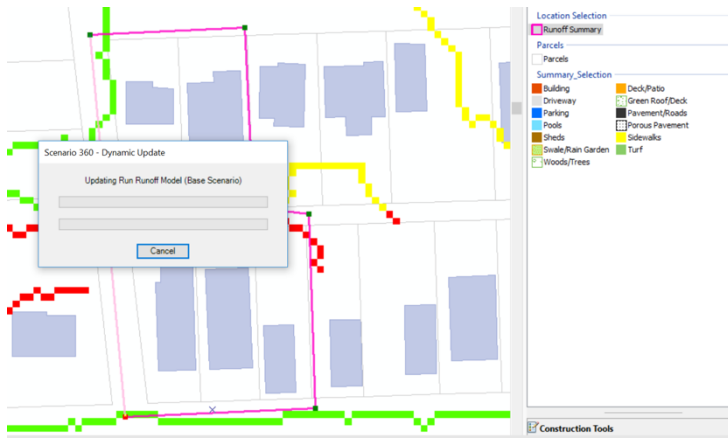 Location Selection
Runoff Summary
Parcels
Parcels
Summary_Selection
Building
Deck/Patio
Driveway
Green Roof/Deck
Parking
Pavement/Roads
Pools
Porous Pavement
Sheds
Sidewalks
Swale/Rain Garden
Turf
Woods/Trees
Scenario 360 - Dynamic Update
Updating Run Runoff Model (Base Scenario)
Cancel
Construction Tools